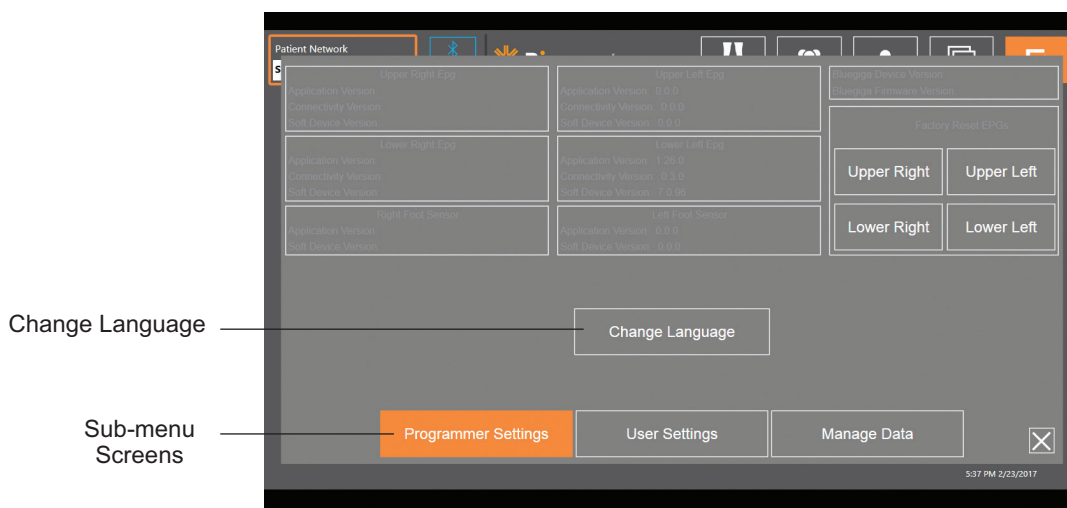 Patient Network
S
Upper Right Epg
Application Version
Connectivity Version
Soft Device Version
Upper Left Epg
Application Version 0.0.0
Connectivity Version 0.0.0
Soft Device Version 0.0.0
Bluegiga Device Version
Bluegiga Firmware Version
Lower Right Epg
Application Version
Connectivity Version
Soft Device Version
Lower Left Epg
Application Version 1.26.0
Connectivity Version 0.3.0
Soft Device Version 7.0.96
Factory Reset EPGs
Upper Right
Upper Left
Lower Right
Lower Left
Right Foot Sensor
Application Version
Soft Device Version
Left Foot Sensor
Application Version 0.0.0
Soft Device Version 0.0.0
Change Language
Change Language
Sub-menu
Screens
Programmer Settings
User Settings
Manage Data
5:37 PM 2/23/2017